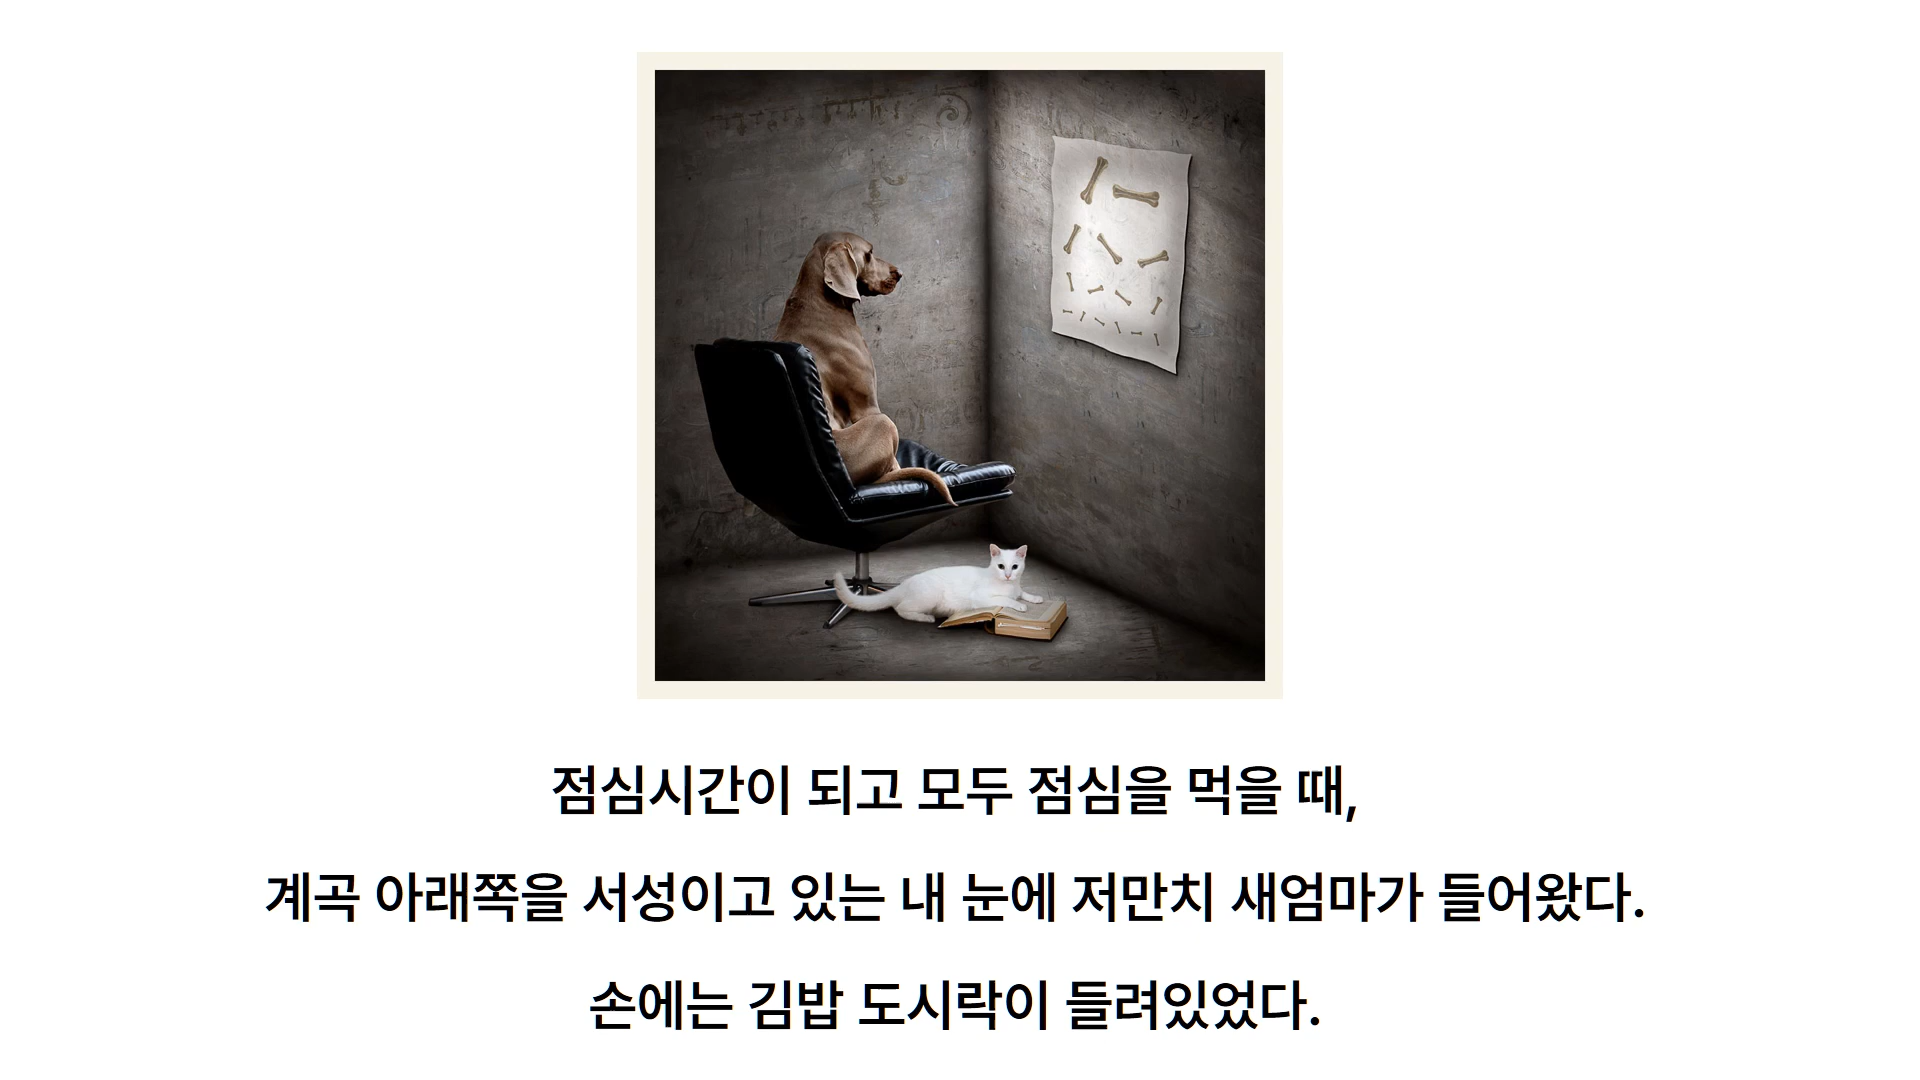 점심시간이 되고 모두 점심을 먹을 때,
계곡 아래쪽을 서성이고 있는 내 눈에 저만치 새엄마가 들어왔다.
손에는 김밥 도시락이 들려있었다.